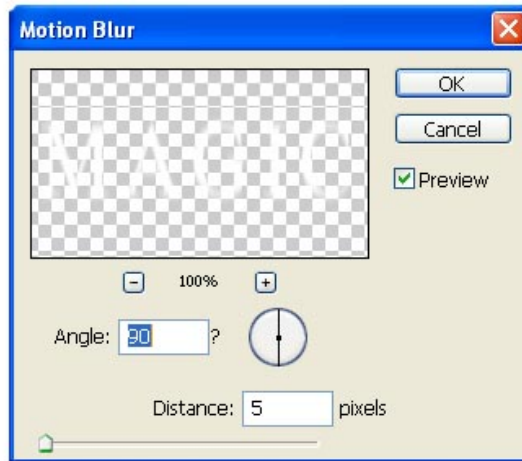 Motion Blur
OK
MAGIC
Cancel
Preview
100%
Angle: 90 ?
Distance: 5 pixels